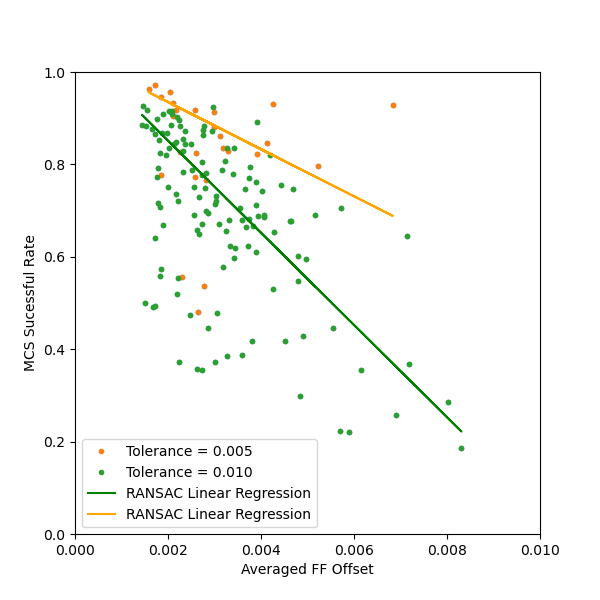 1.0
0.8
0.6
0.4
0.2
0.0
MCS Sucessful Rate
Tolerance = 0.005
Tolerance = 0.010
RANSAC Linear Regression
RANSAC Linear Regression
0.000 0.002 0.004 0.006 0.008 0.010
Averaged FF Offset